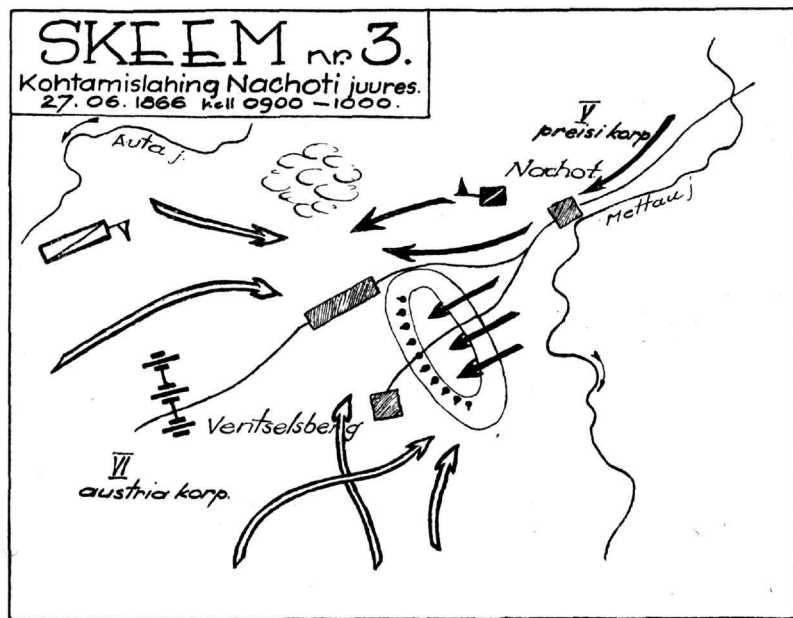 SKEEM nr. 3.
Kohtamislahing Nachoti juures.
27.06.1866 kell 0900 – 1000.
Auta j.
V
preisi korp.
Nachot.
Mettau j
Ventselsberg
VI
austria korp.